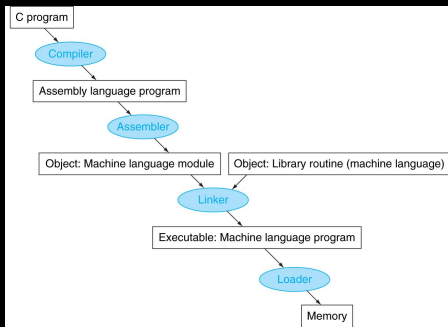 C program
Compiler
Assembly language program
Assembler
Object: Machine language module
Object: Library routine (machine language)
Linker
Executable: Machine language program
Loader
Memory